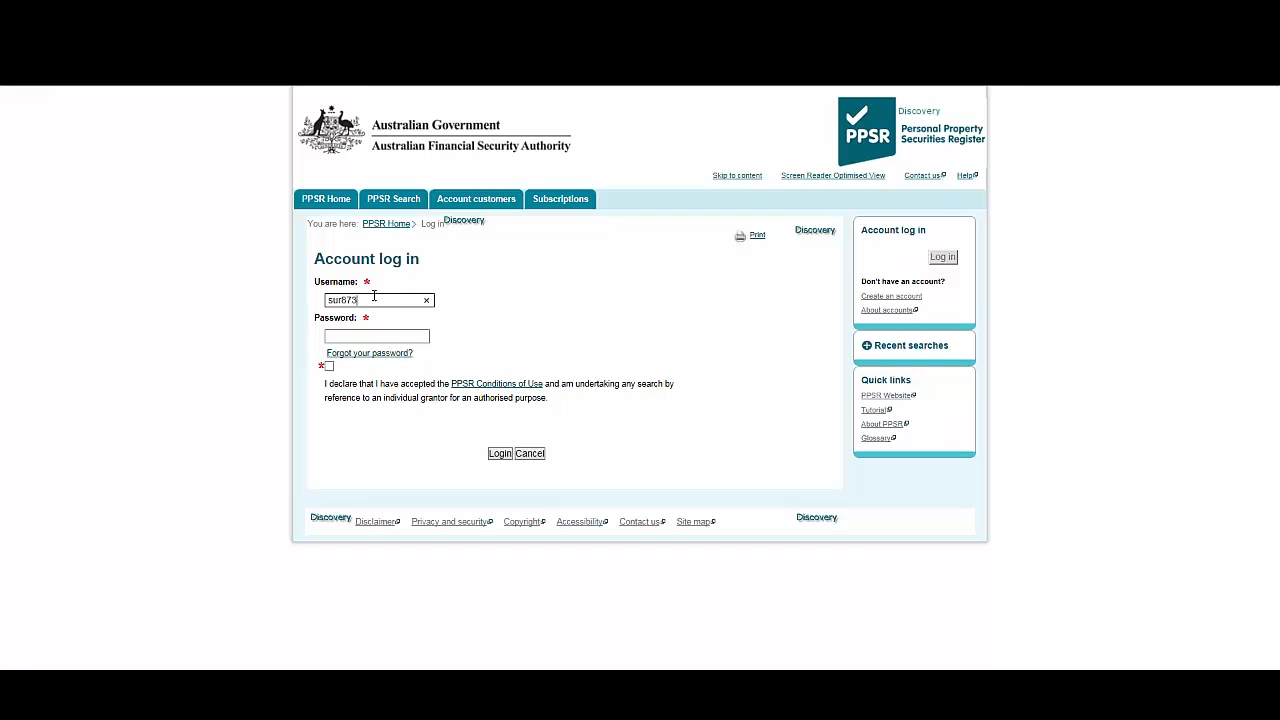 Australian Government
Australian Financial Security Authority
Discovery
PPSR
Personal Property
Securities Register
Skip to content Screen Reader Optimised View Contact us Help
PPSR Home PPSR Search Account customers Subscriptions
You are here: PPSR Home > Log in
Discovery
Print
Discovery
Account log in
Username: *
sur873
×
Password: *
Forgot your password?
*
I declare that I have accepted the PPSR Conditions of Use and am undertaking any search by
reference to an individual grantor for an authorised purpose.
Login Cancel
Account log in
Log in
Don't have an account?
Create an account
About accounts
Recent searches
Quick links
PPSR Website
Tutorial
About PPSR
Glossary
Discovery Disclaimer Privacy and security Copyright Accessibility Contact us Site map Discovery